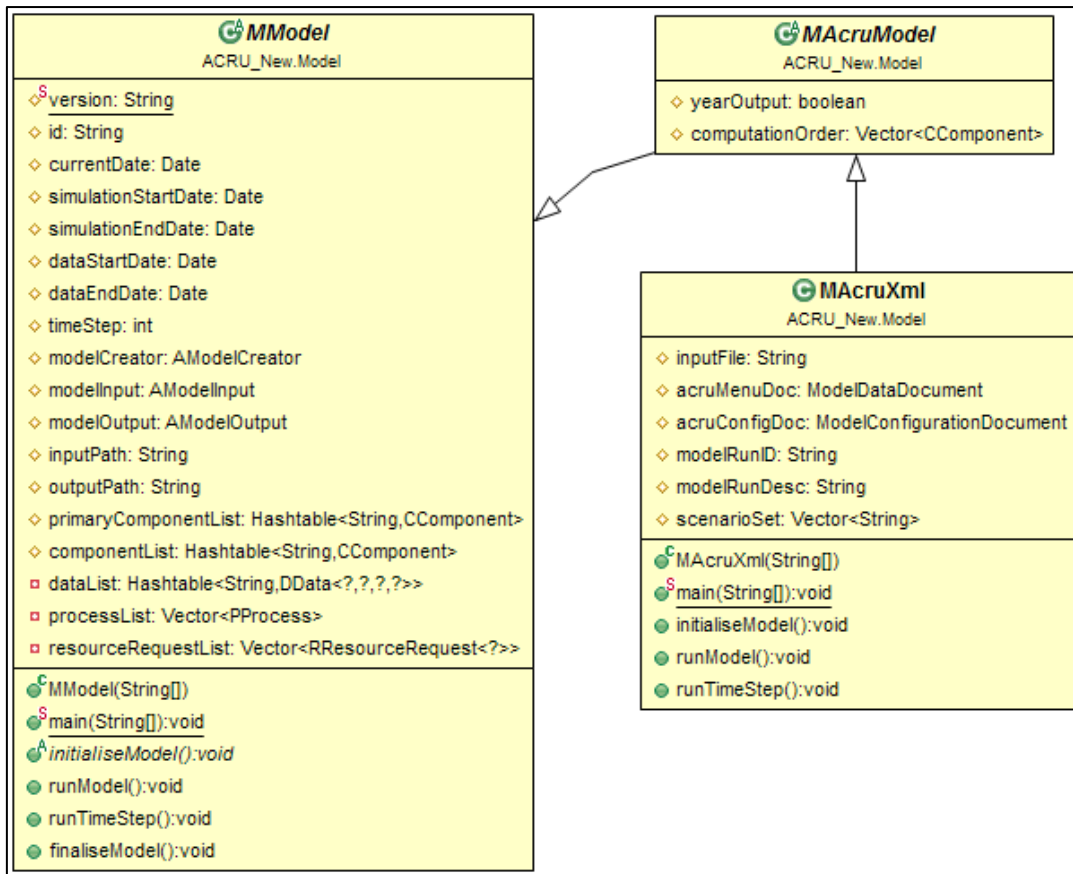 MModel
ACRU_New.Model
version: String
id: String
currentDate: Date
simulationStartDate: Date
simulationEndDate: Date
dataStartDate: Date
dataEndDate: Date
timeStep: int
modelCreator: AModelCreator
modelInput: AModelInput
modelOutput: AModelOutput
inputPath: String
outputPath: String
primaryComponentList: Hashtable<String,CComponent>
componentList: Hashtable<String,CComponent>
dataList: Hashtable<String,DData<?,?,?,?>>
processList: Vector<PProcess>
resourceRequestList: Vector<RResourceRequest<?>>
MModel(String[])
main(String[]):void
initialiseModel():void
runModel():void
runTimeStep():void
finaliseModel():void
MAcruModel
ACRU_New.Model
yearOutput: boolean
computationOrder: Vector<CComponent>
MAcruXml
ACRU_New.Model
inputFile: String
acruMenuDoc: ModelDataDocument
acruConfigDoc: ModelConfigurationDocument
modelRunID: String
modelRunDesc: String
scenarioSet: Vector<String>
MAcruXml(String[])
main(String[]):void
initialiseModel():void
runModel():void
runTimeStep():void